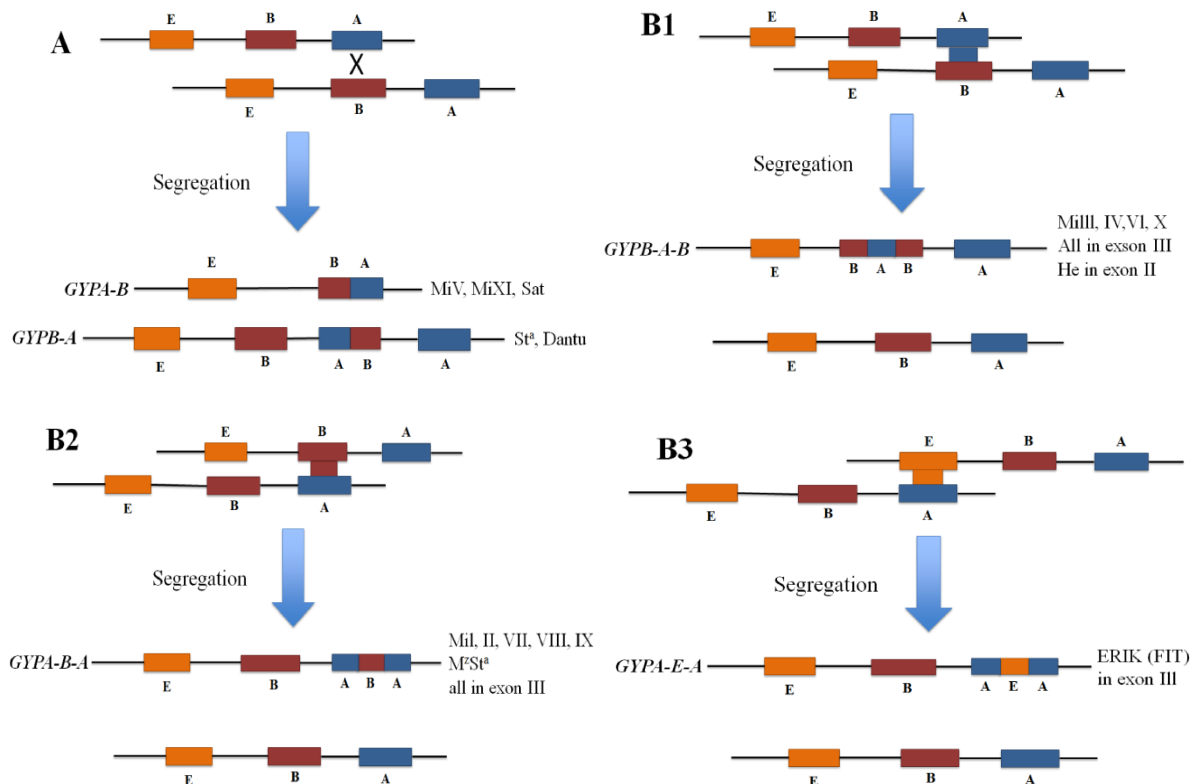 A
E B A
X
E B A
Segregation
E B A
GYPA-B
MiV, MiXI, Sat
GYPB-A
Stª, Dantu
E B A B A
B1
E B A
E B A
Segregation
GYPB-A-B
MiIII, IV,VI, X
All in exson III
He in exon II
E B A B A
E B A
B2
E B A
E B A
Segregation
GYPA-B-A
MiI, II, VII, VIII, IX
MᶻStª
all in exon III
E B A B A
E B A
B3
E B A
E B A
Segregation
GYPA-E-A
ERIK (FIT)
in exon III
E B A E A
E B A